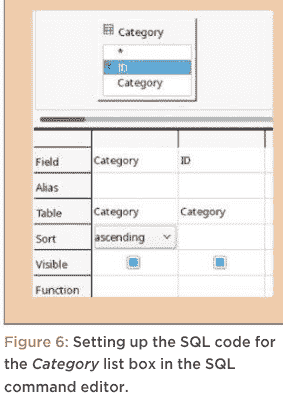 Category
*
ID
Category
Field Category ID
Alias
Table Category Category
Sort ascending
Visible
Function
Figure 6: Setting up the SQL code for
the Category list box in the SQL
command editor.